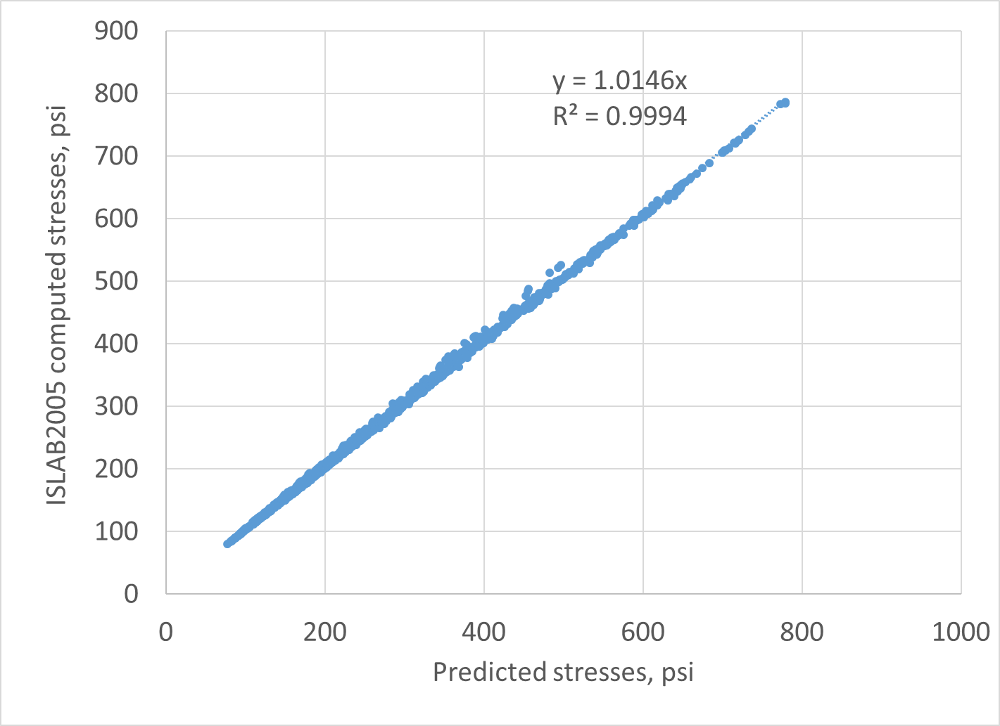 900
800
700
600
500
400
300
200
100
0
ISLAB2005 computed stresses, psi
y = 1.0146x
R² = 0.9994
0 200 400 600 800 1000
Predicted stresses, psi